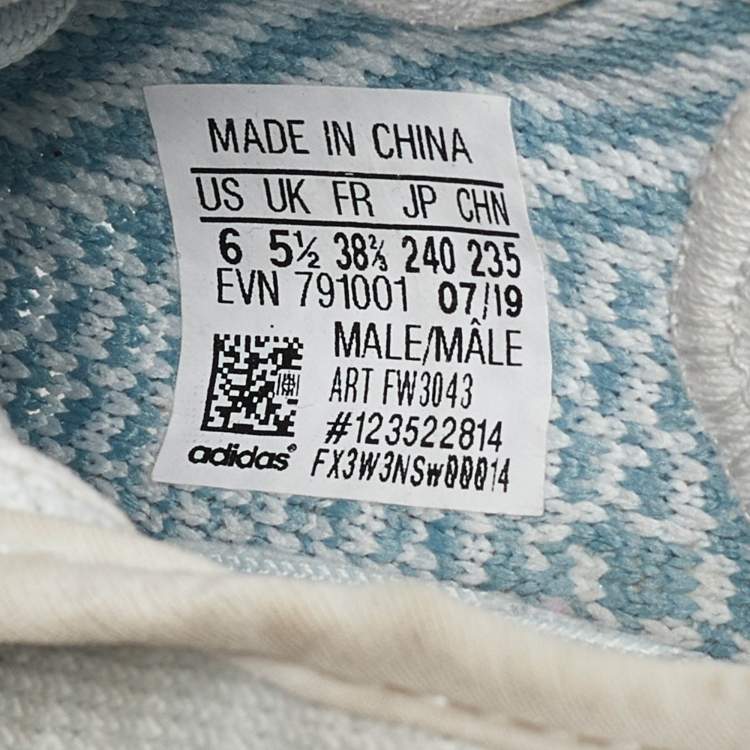 MADE IN CHINA
US UK FR JP CHN
6 5½ 38⅔ 240 235
EVN 791001 07/19
MALE/MÂLE
ART FW3043
#123522814
adidas®